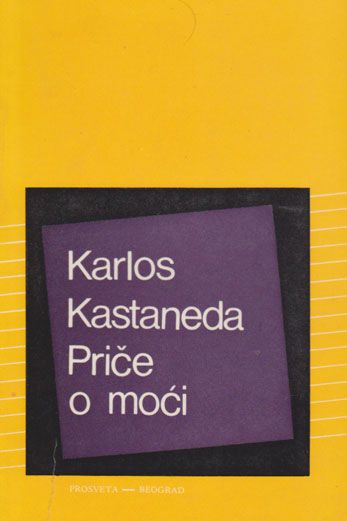 Karlos
Kastaneda
Priče
o moći
PROSVETA — BEOGRAD